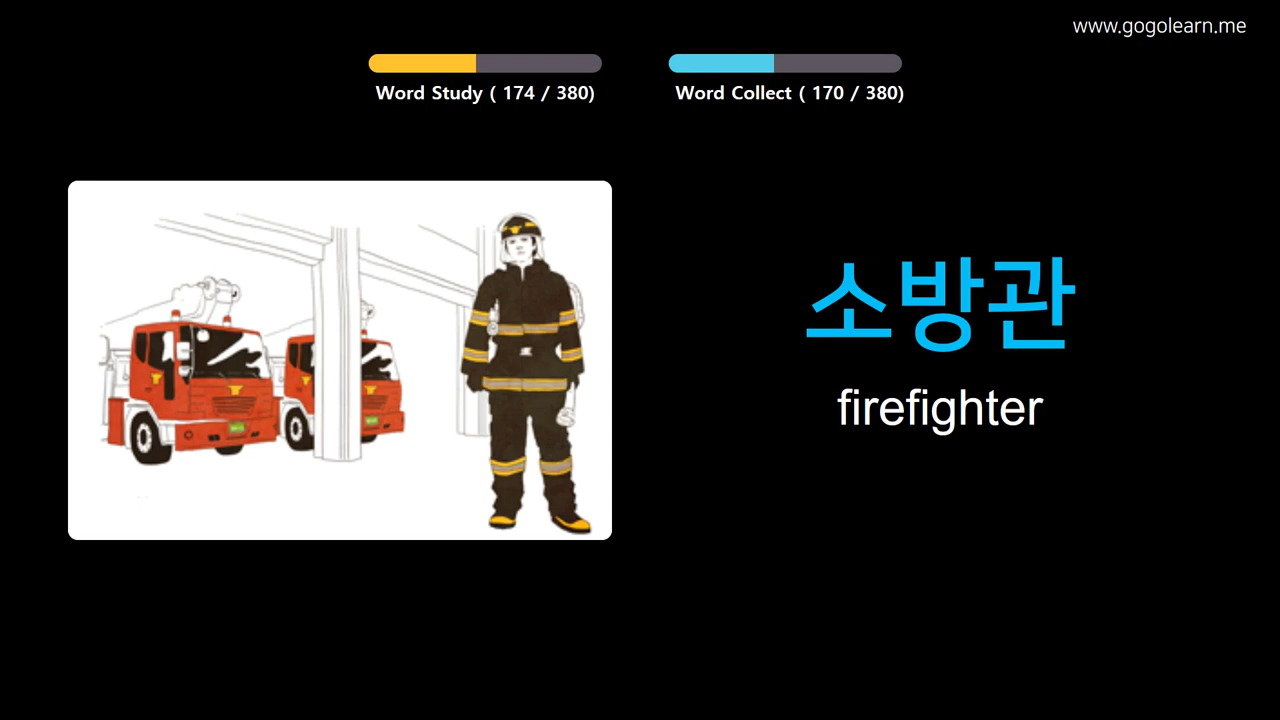 www.gogolearn.me
Word Study ( 174 / 380)
Word Collect ( 170 / 380)
소방관
firefighter